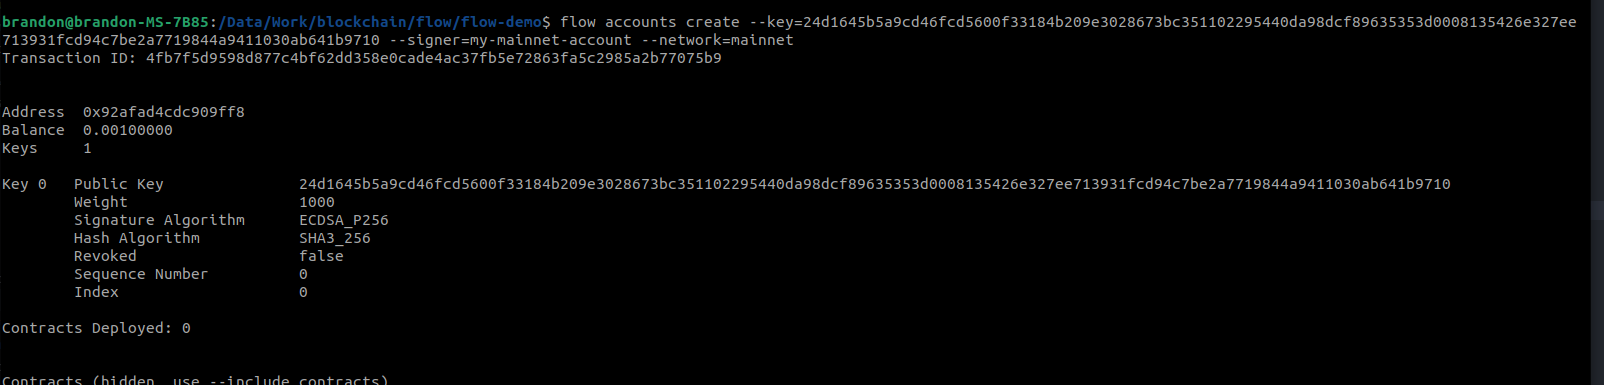 brandon@brandon-MS-7B85:/Data/Work/blockchain/flow/flow-demo$ flow accounts create --key=24d1645b5a9cd46fcd5600f33184b209e3028673bc351102295440da98dcf89635353d0008135426e327ee
713931fcd94c7be2a7719844a9411030ab641b9710 --signer=my-mainnet-account --network=mainnet
Transaction ID: 4fb7f5d9598d877c4bf62dd358e0cade4ac37fb5e72863fa5c2985a2b77075b9
Address 0x92afad4cdc909ff8
Balance 0.00100000
Keys 1
Key 0 Public Key 24d1645b5a9cd46fcd5600f33184b209e3028673bc351102295440da98dcf89635353d0008135426e327ee713931fcd94c7be2a7719844a9411030ab641b9710
Weight 1000
Signature Algorithm ECDSA_P256
Hash Algorithm SHA3_256
Revoked false
Sequence Number 0
Index 0
Contracts Deployed: 0
Contracts (hidden, use --include contracts)